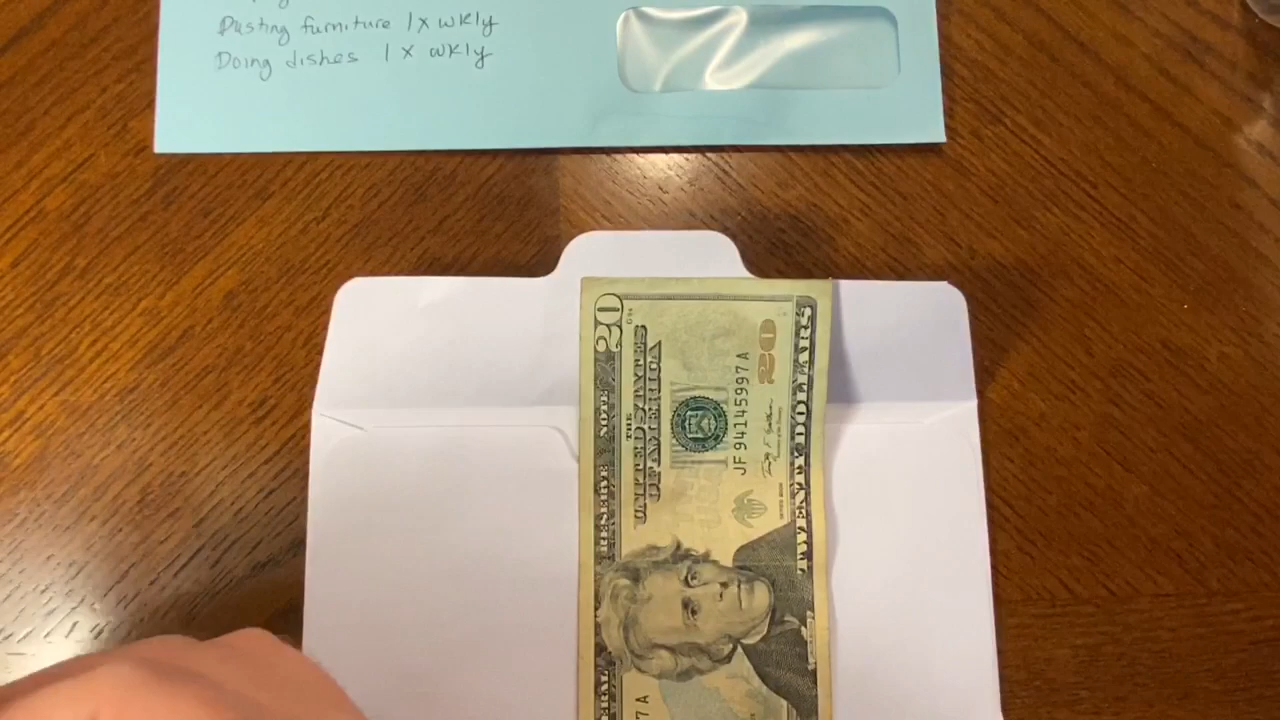 Dusting furniture 1x wkly
Doing dishes 1x wkly
20
THE
UNITED STATES
OF AMERICA
RESERVE NOTE
JF 94145997 A
20
TWENTY DOLLARS
7 A